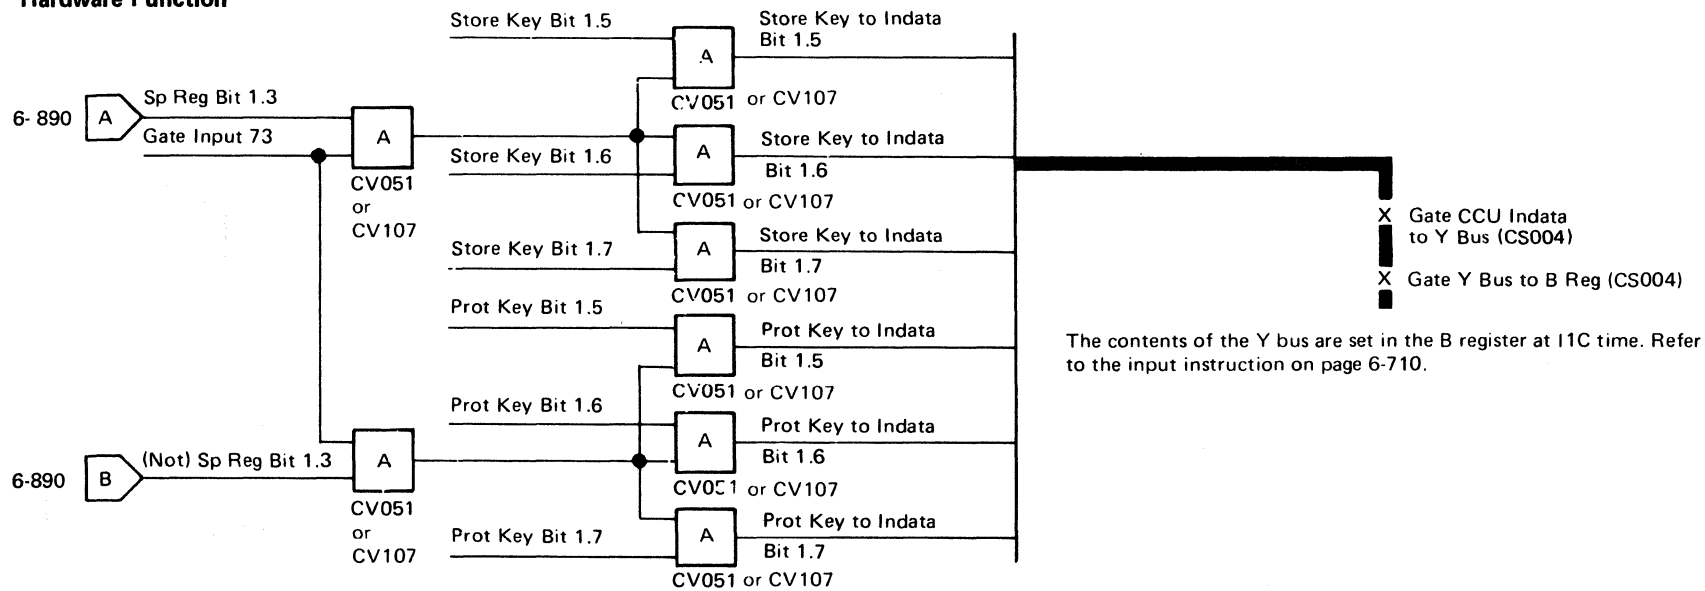 Hardware Function
Store Key Bit 1.5
A
Store Key to Indata
Bit 1.5
CV051 or CV107
6-890
A
Sp Reg Bit 1.3
Gate Input 73
A
CV051
or
CV107
Store Key Bit 1.6
A
Store Key to Indata
Bit 1.6
CV051 or CV107
Store Key Bit 1.7
A
Store Key to Indata
Bit 1.7
CV051 or CV107
Prot Key Bit 1.5
A
Prot Key to Indata
Bit 1.5
CV051 or CV107
Prot Key Bit 1.6
A
Prot Key to Indata
Bit 1.6
CV051 or CV107
6-890
B
(Not) Sp Reg Bit 1.3
A
CV051
or
CV107
Prot Key Bit 1.7
A
Prot Key to Indata
Bit 1.7
CV051 or CV107
X Gate CCU Indata
to Y Bus (CS004)
X Gate Y Bus to B Reg (CS004)
The contents of the Y bus are set in the B register at I1C time. Refer
to the input instruction on page 6-710.